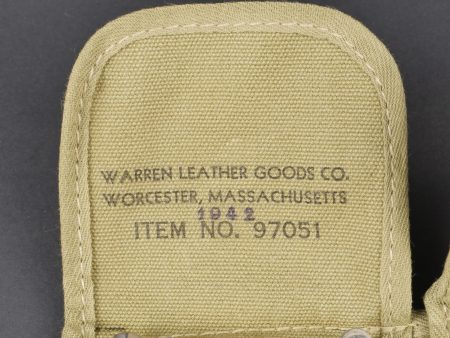 WARREN LEATHER GOODS CO.
WORCESTER, MASSACHUSETTS
1942
ITEM NO. 97051